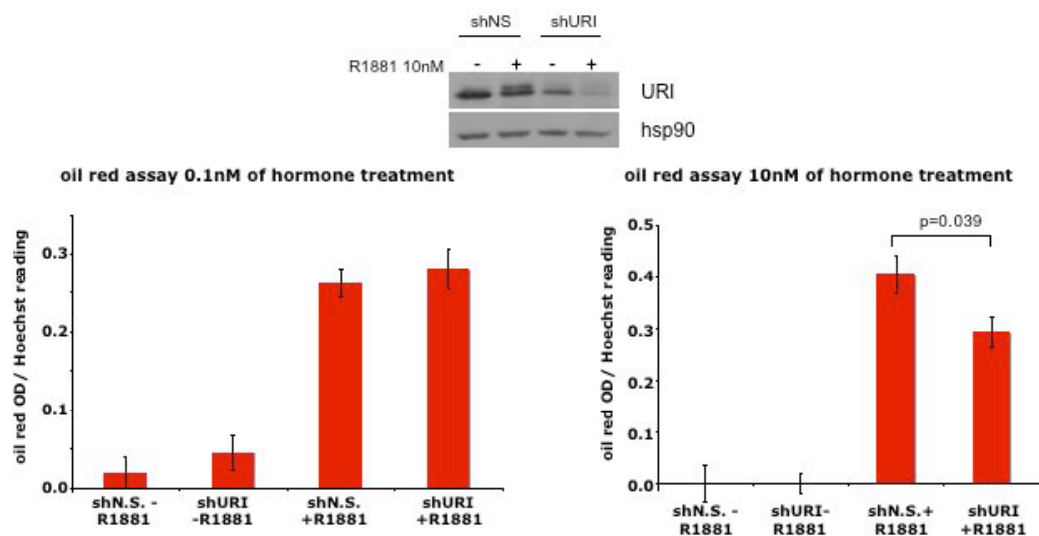 shNS shURI
R1881 10nM - + - +
URI
hsp90
oil red assay 0.1nM of hormone treatment
oil red OD/ Hoechst reading
0.3
0.2
0.1
0.0
shN.S. - R1881
shURI -R1881
shN.S. +R1881
shURI +R1881
oil red assay 10nM of hormone treatment
p=0.039
oil red OD/ Hoechst reading
0.5
0.4
0.3
0.2
0.1
0.0
shN.S. - R1881
shURI- R1881
shN.S.+ R1881
shURI +R1881